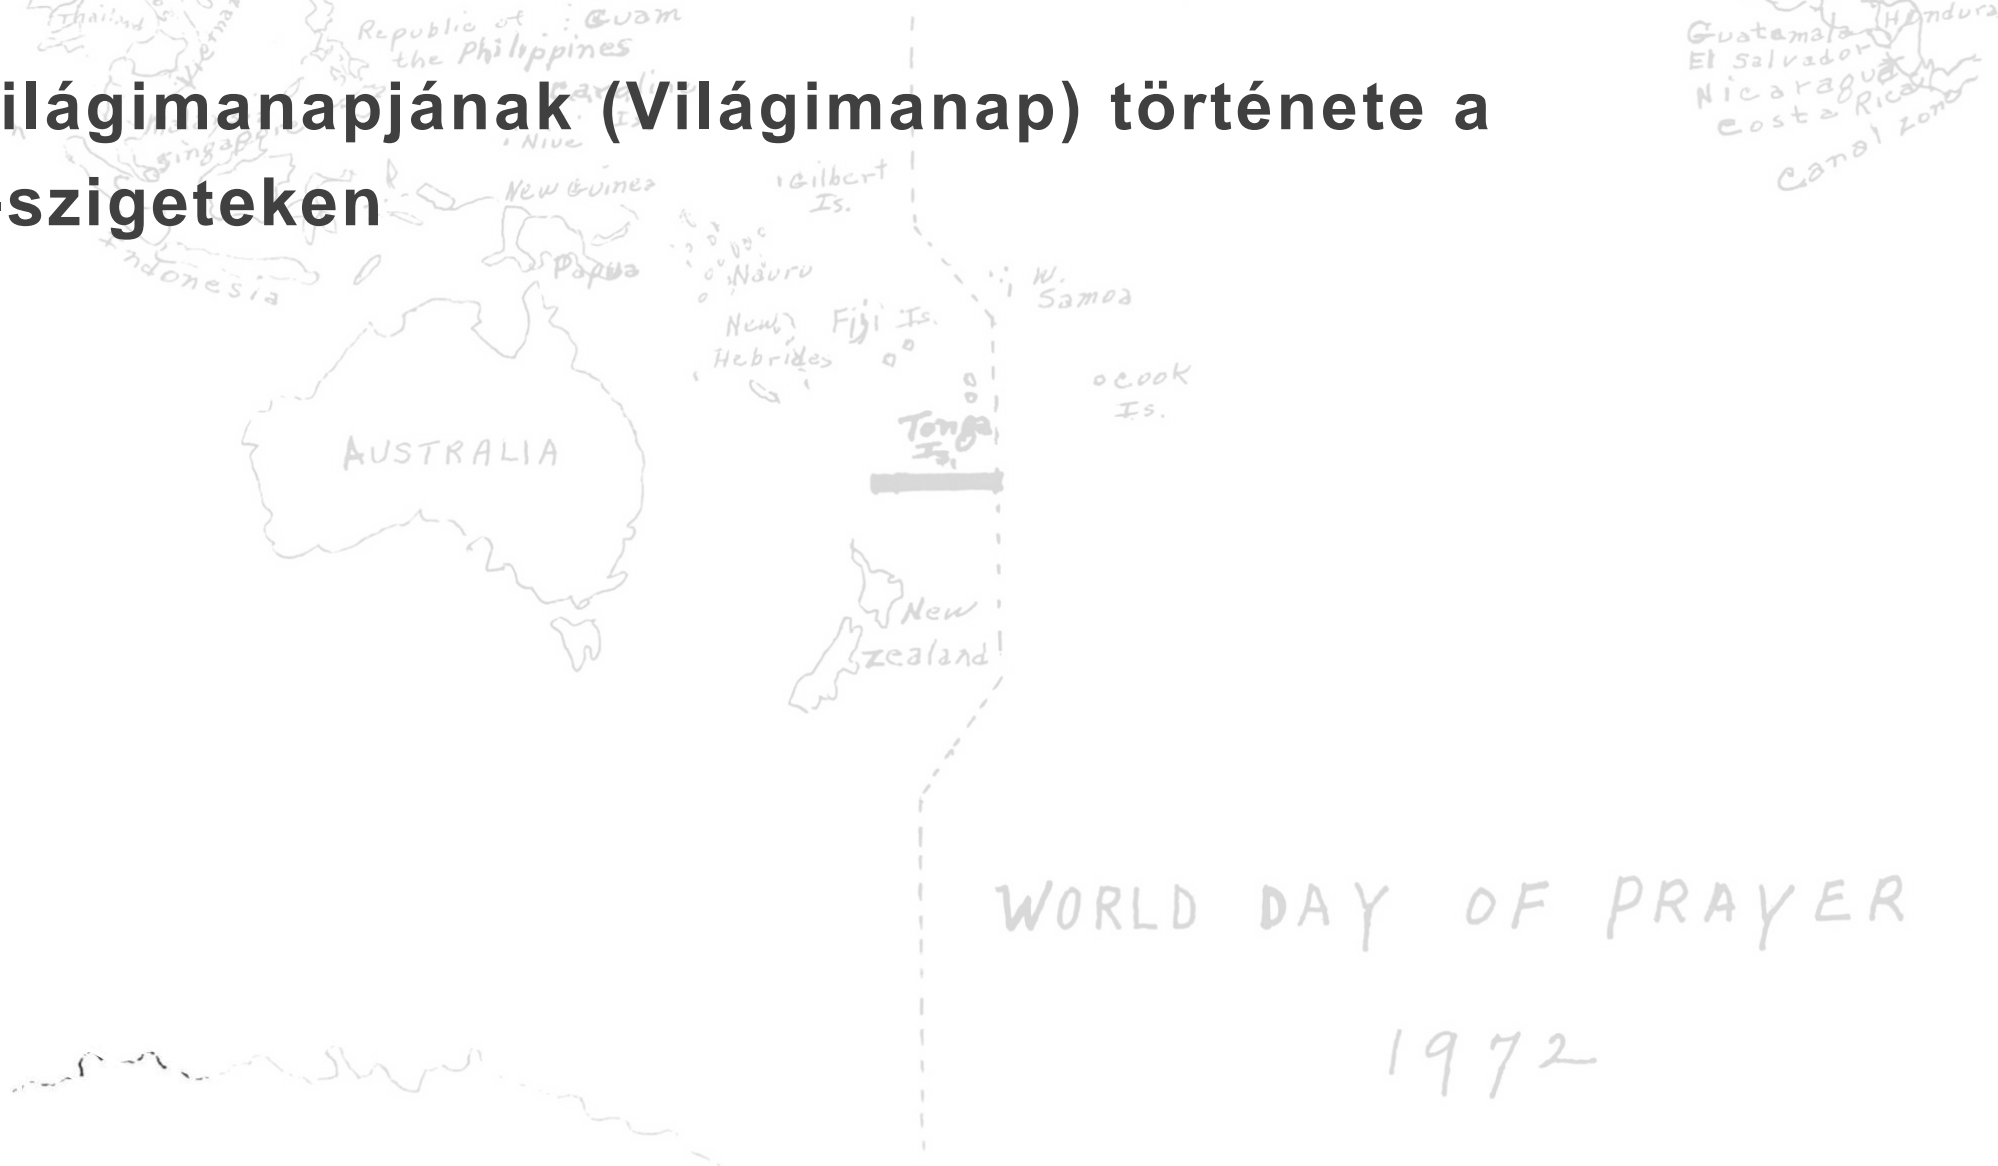 Thailand
Republic of
the Philippines
Guam
Guatemala
El Salvador
Nicaragua
Costa Rica
Canal Zone
ilágimanapjának (Világimanap) története a
-szigeteken
Niue
New Guinea
Gilbert
Is.
Indonesia
Papua
Nauru
W.
Samoa
New
Hebrides
Fiji Is.
Cook
Is.
Tonga
Is.
AUSTRALIA
New
Zealand
WORLD DAY OF PRAYER
1972